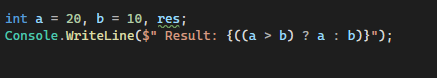 int a = 20, b = 10, res;
Console.WriteLine($" Result: {((a > b) ? a : b)}");